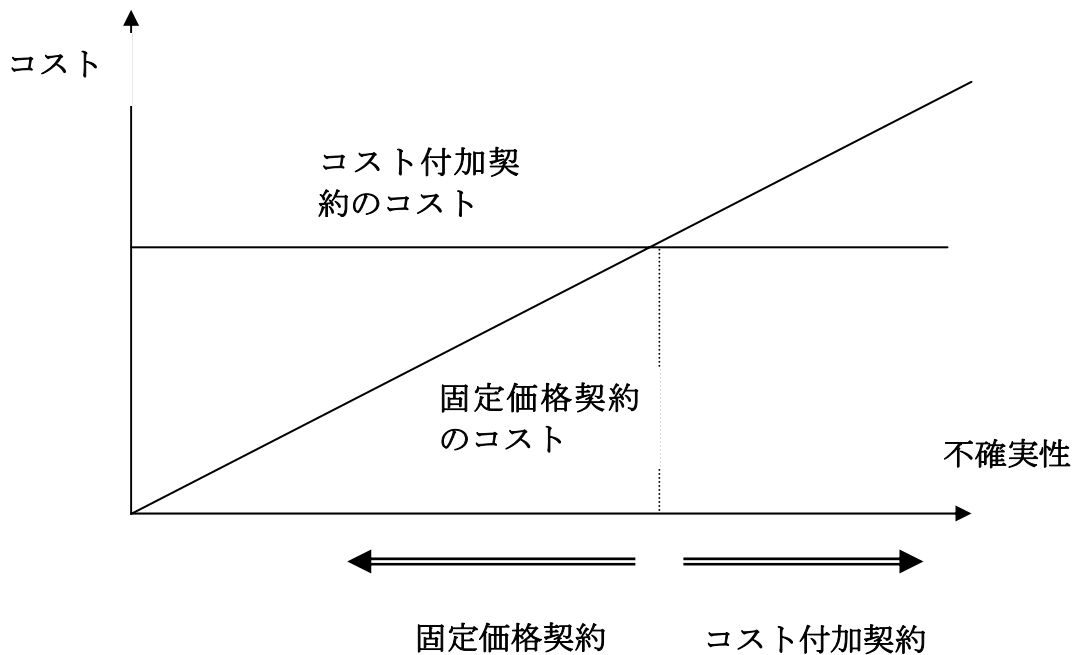 コスト
コスト付加契
約のコスト
固定価格契約
のコスト
不確実性
固定価格契約
コスト付加契約